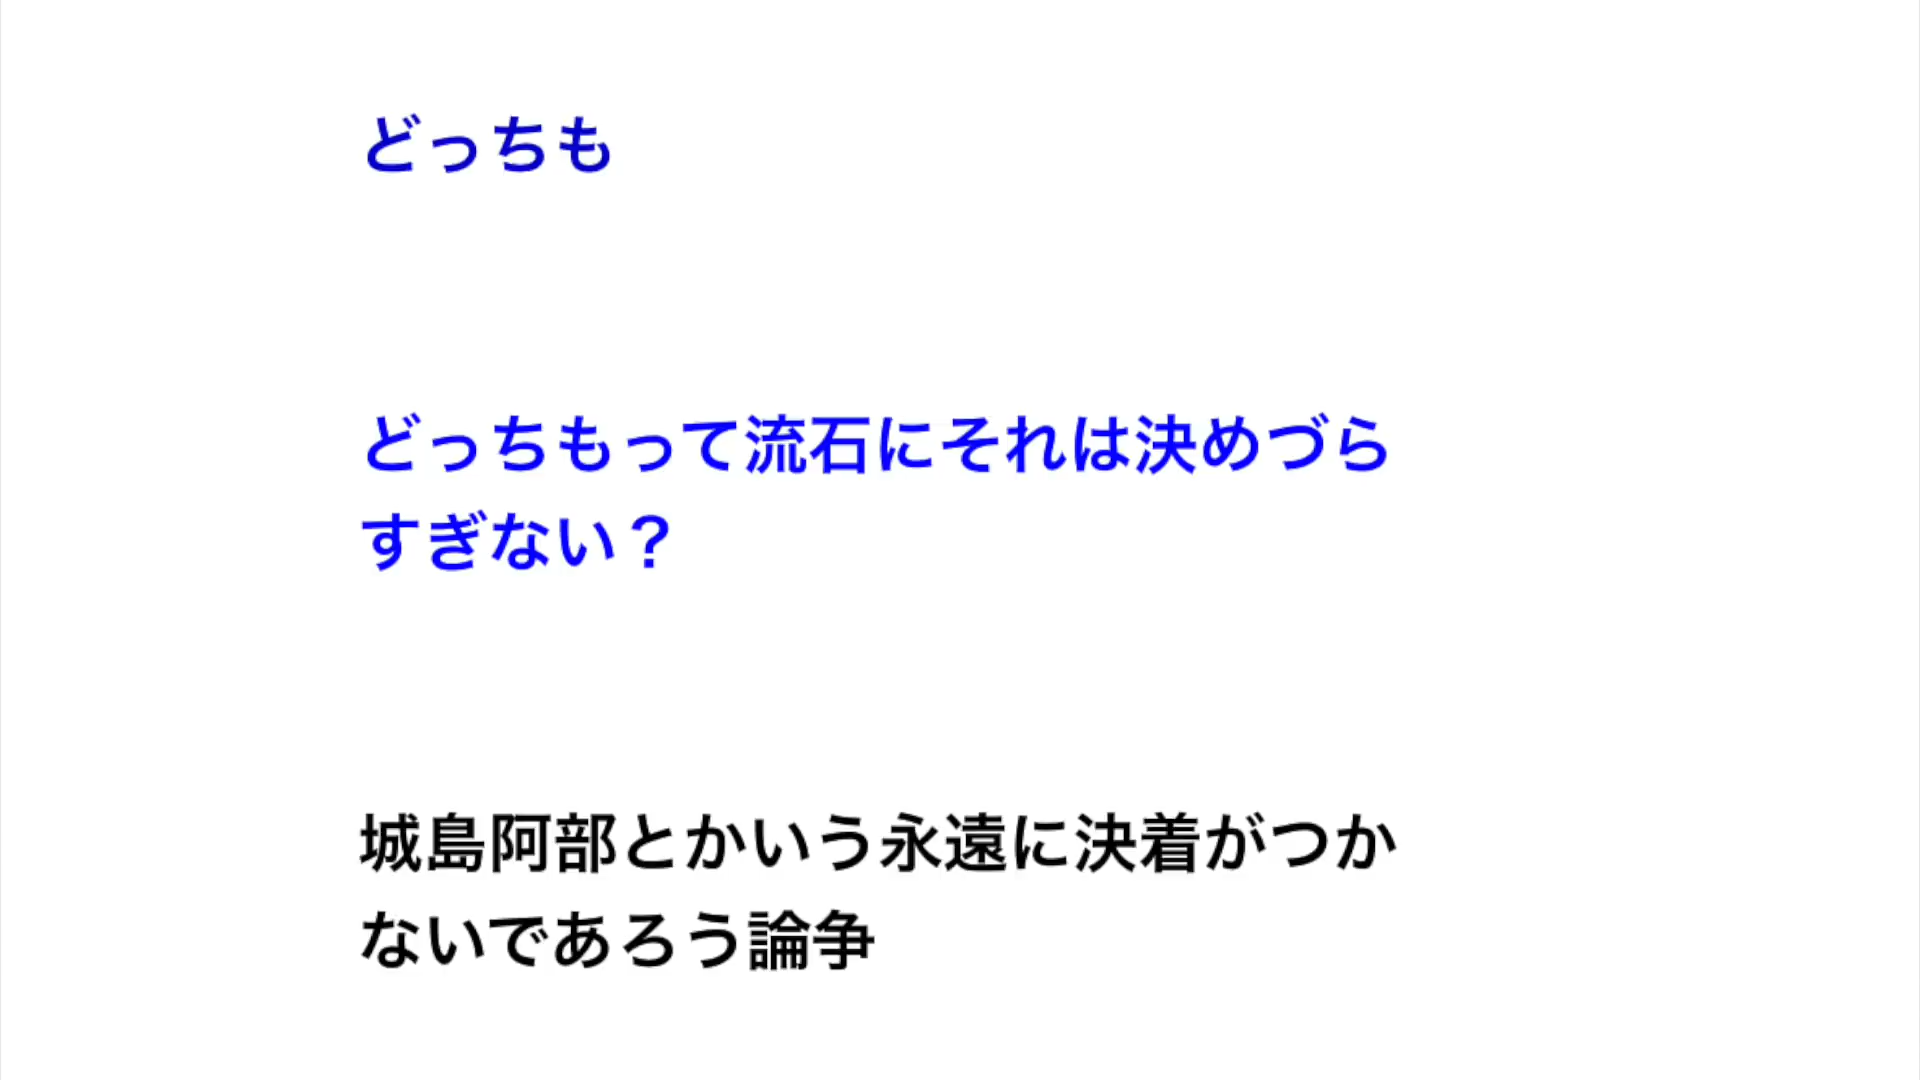 どっちも
どっちもって流石にそれは決めづら
すぎない？
城島阿部とかいう永遠に決着がつか
ないであろう論争